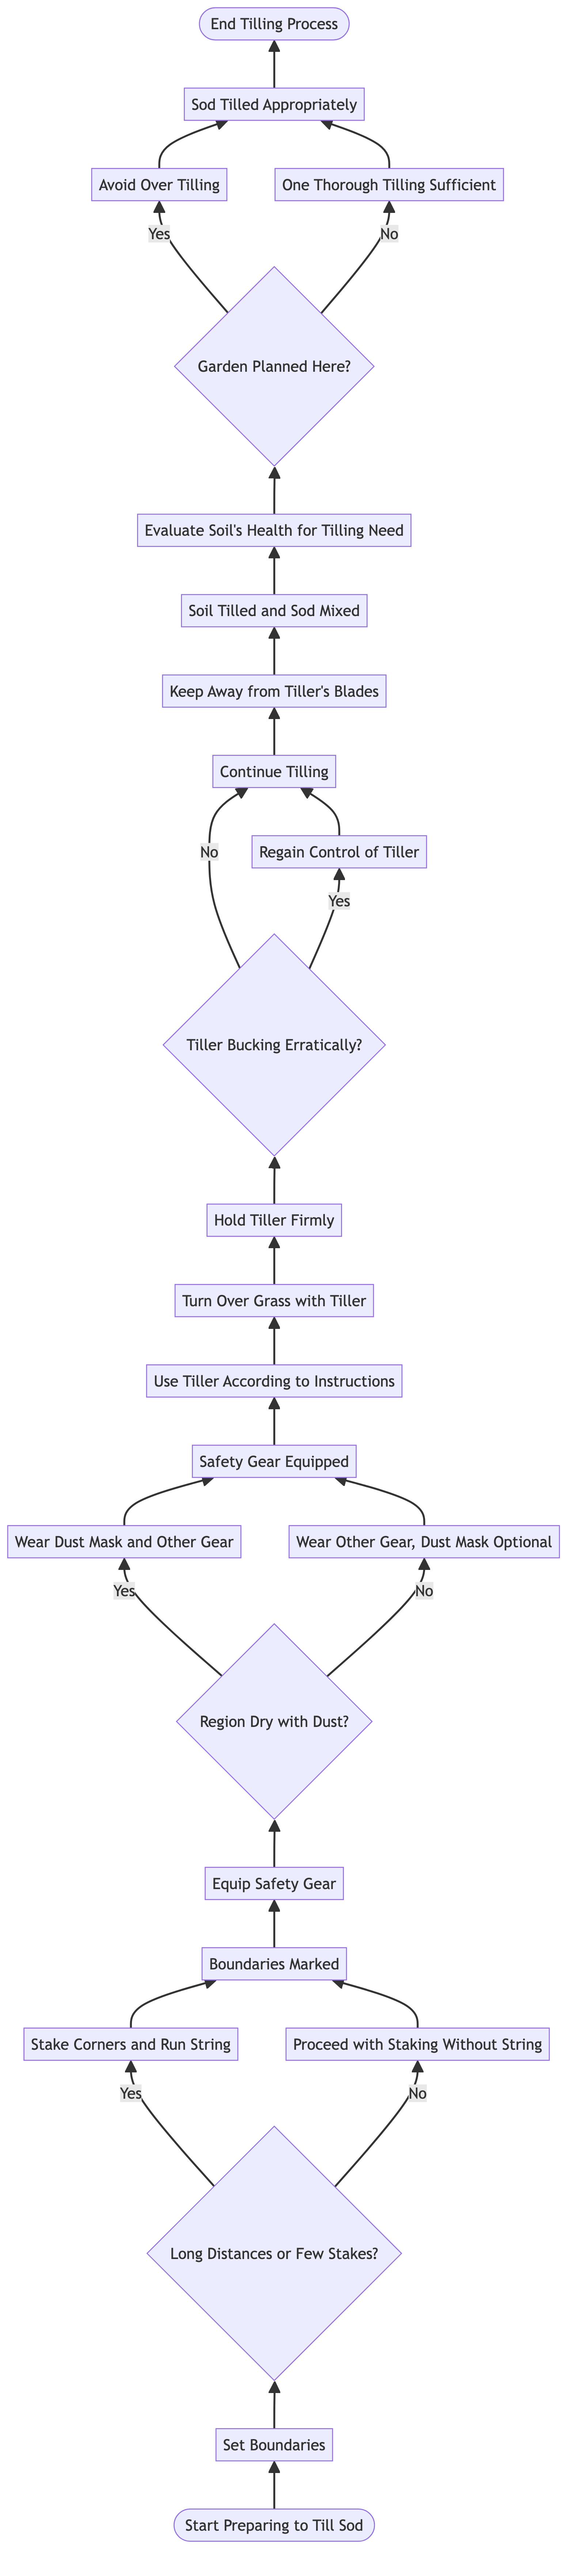 End Tilling Process
Sod Tilled Appropriately
Avoid Over Tilling
One Thorough Tilling Sufficient
Yes
No
Garden Planned Here?
Evaluate Soil's Health for Tilling Need
Soil Tilled and Sod Mixed
Keep Away from Tiller's Blades
Continue Tilling
No
Regain Control of Tiller
Yes
Tiller Bucking Erratically?
Hold Tiller Firmly
Turn Over Grass with Tiller
Use Tiller According to Instructions
Safety Gear Equipped
Wear Dust Mask and Other Gear
Wear Other Gear, Dust Mask Optional
Yes
No
Region Dry with Dust?
Equip Safety Gear
Boundaries Marked
Stake Corners and Run String
Proceed with Staking Without String
Yes
No
Long Distances or Few Stakes?
Set Boundaries
Start Preparing to Till Sod